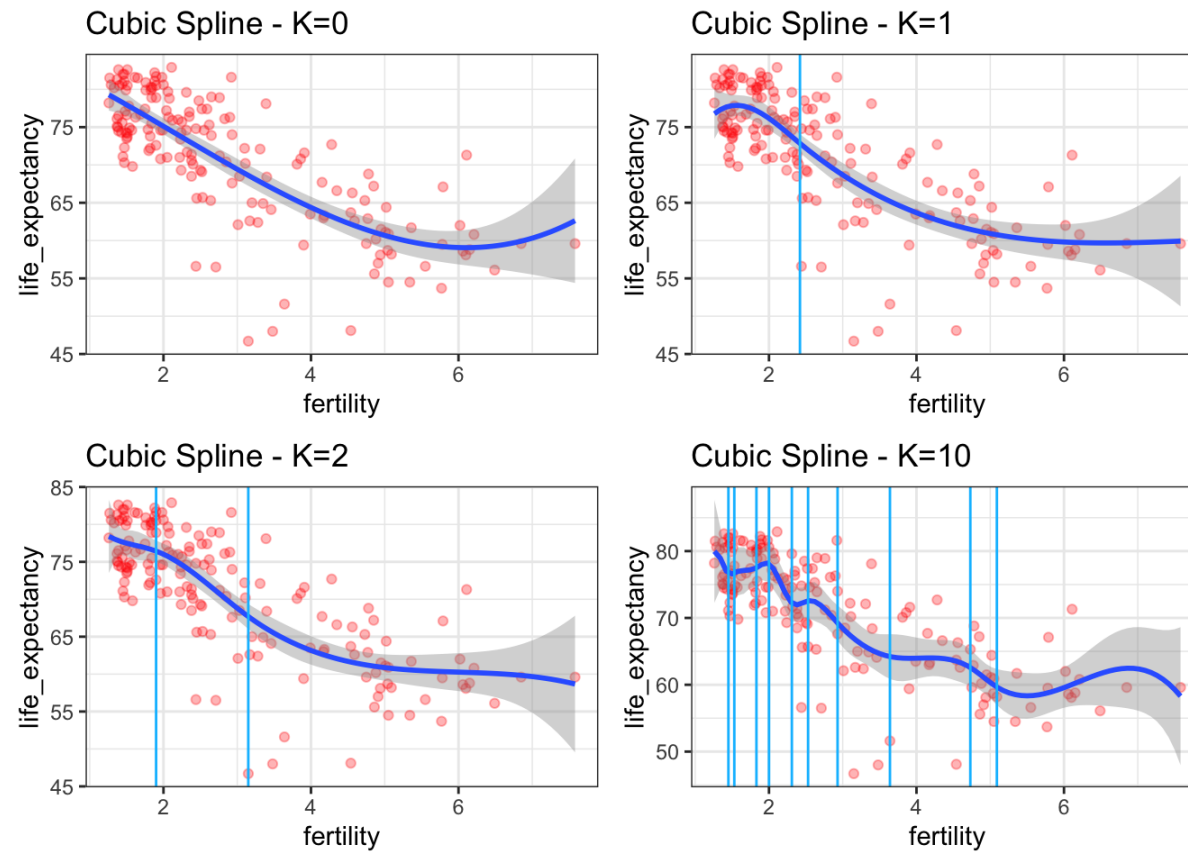 Cubic Spline - K=0
75
65
55
45
life_expectancy
2 4 6
fertility
Cubic Spline - K=1
75
65
55
45
life_expectancy
2 4 6
fertility
Cubic Spline - K=2
85
75
65
55
45
life_expectancy
2 4 6
fertility
Cubic Spline - K=10
80
70
60
50
life_expectancy
2 4 6
fertility